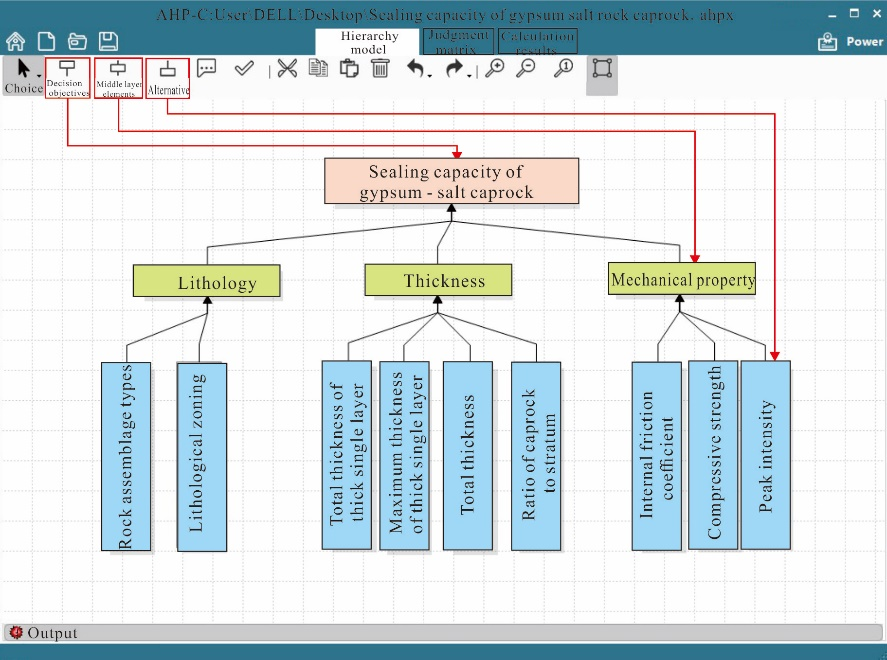 AHP-C:User\DELL\Desktop\Sealing capacity of gypsum salt rock caprock. ahpx
Hierarchy
model
Judgment
matrix
Calculation
results
Power
Choice
Decision
objectives
Middle layer
elements
Alternative
1
Sealing capacity of
gypsum - salt caprock
Lithology
Thickness
Mechanical property
Rock assemblage types
Lithological zoning
Total thickness of
thick single layer
Maximum thickness
of thick single layer
Total thickness
Ratio of caprock
to stratum
Internal friction
coefficient
Compressive strength
Peak intensity
Output